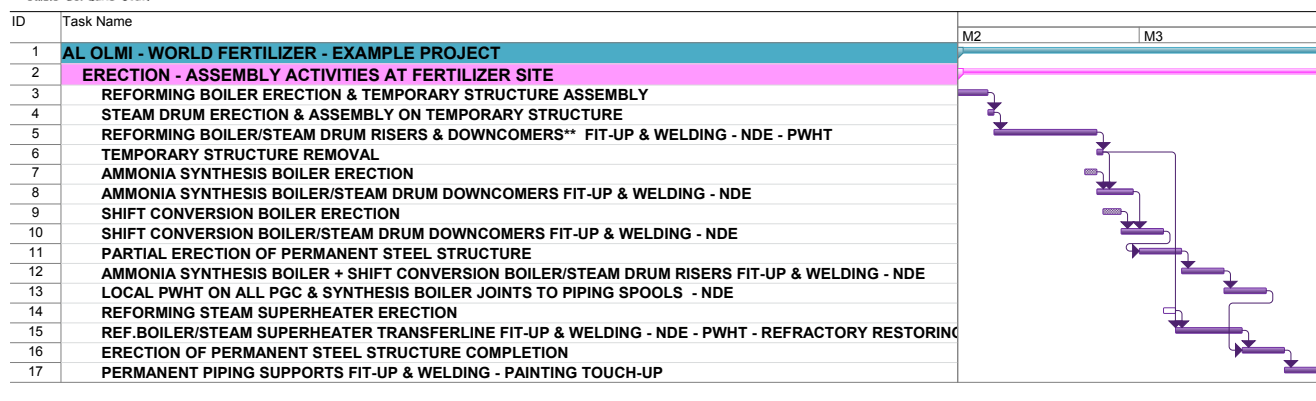 ID Task Name
M2 M3
1 AL OLMI - WORLD FERTILIZER - EXAMPLE PROJECT
2 ERECTION - ASSEMBLY ACTIVITIES AT FERTILIZER SITE
3 REFORMING BOILER ERECTION & TEMPORARY STRUCTURE ASSEMBLY
4 STEAM DRUM ERECTION & ASSEMBLY ON TEMPORARY STRUCTURE
5 REFORMING BOILER/STEAM DRUM RISERS & DOWNCOMERS** FIT-UP & WELDING - NDE - PWHT
6 TEMPORARY STRUCTURE REMOVAL
7 AMMONIA SYNTHESIS BOILER ERECTION
8 AMMONIA SYNTHESIS BOILER/STEAM DRUM DOWNCOMERS FIT-UP & WELDING - NDE
9 SHIFT CONVERSION BOILER ERECTION
10 SHIFT CONVERSION BOILER/STEAM DRUM DOWNCOMERS FIT-UP & WELDING - NDE
11 PARTIAL ERECTION OF PERMANENT STEEL STRUCTURE
12 AMMONIA SYNTHESIS BOILER + SHIFT CONVERSION BOILER/STEAM DRUM RISERS FIT-UP & WELDING - NDE
13 LOCAL PWHT ON ALL PGC & SYNTHESIS BOILER JOINTS TO PIPING SPOOLS - NDE
14 REFORMING STEAM SUPERHEATER ERECTION
15 REF.BOILER/STEAM SUPERHEATER TRANSFERLINE FIT-UP & WELDING - NDE - PWHT - REFRACTORY RESTORING
16 ERECTION OF PERMANENT STEEL STRUCTURE COMPLETION
17 PERMANENT PIPING SUPPORTS FIT-UP & WELDING - PAINTING TOUCH-UP